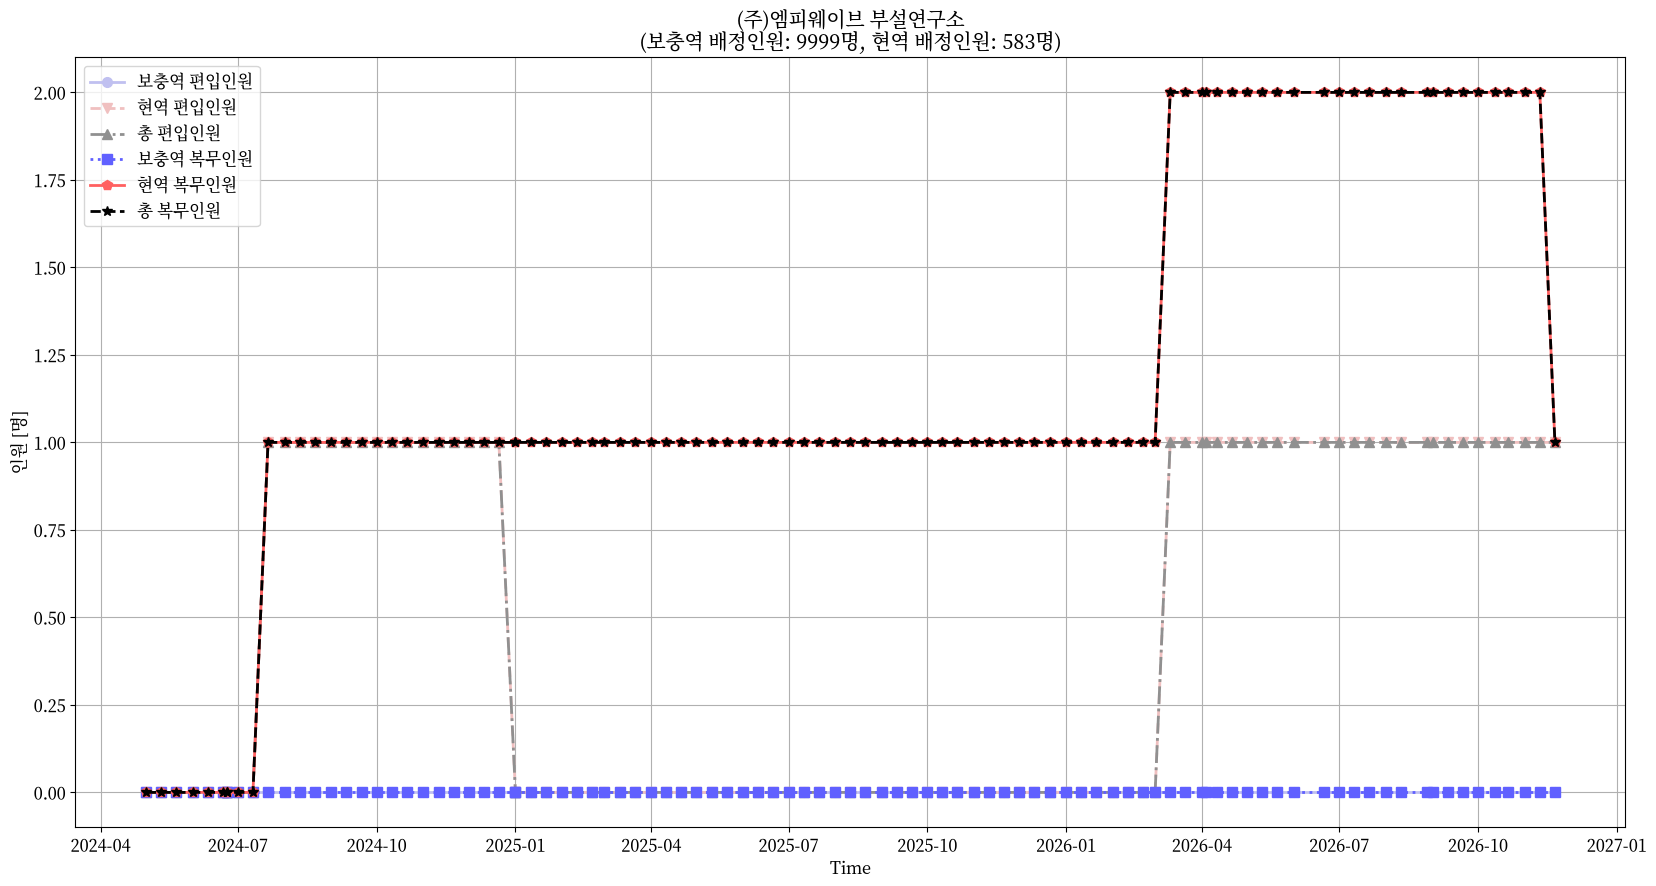 (주)엠피웨이브 부설연구소
(보충역 배정인원: 9999명, 현역 배정인원: 583명)
보충역 편입인원
현역 편입인원
총 편입인원
보충역 복무인원
현역 복무인원
총 복무인원
2.00
1.75
1.50
1.25
1.00
0.75
0.50
0.25
0.00
인원 [명]
2024-04 2024-07 2024-10 2025-01 2025-04 2025-07 2025-10 2026-01 2026-04 2026-07 2026-10 2027-01
Time